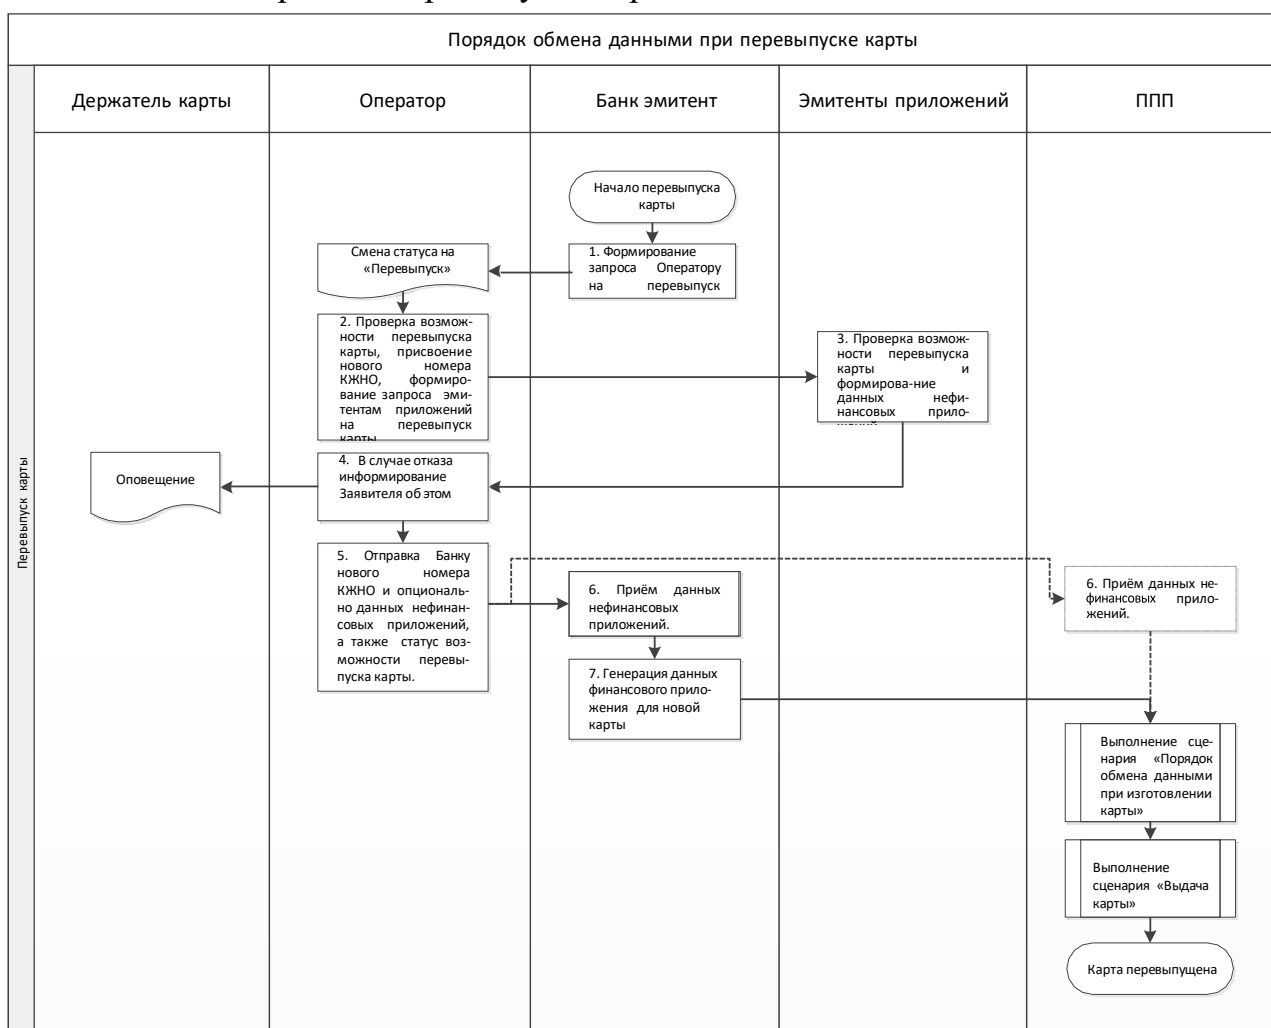 Порядок обмена данными при перевыпуске карты
Держатель карты
Оператор
Банк эмитент
Эмитенты приложений
ППП
Перевыпуск карты
Начало перевыпуска
карты
1. Формирование
запроса Оператору
на перевыпуск
Смена статуса на
«Перевыпуск»
2. Проверка возмож-
ности перевыпуска
карты, присвоение
нового номера
КЖНО, формиро-
вание запроса эми-
тентам приложений
на перевыпуск
карты
3. Проверка возмож-
ности перевыпуска
карты и
формирова-ние
данных нефи-
нансовых прило-
жений
4. В случае отказа
информирование
Заявителя об этом
Оповещение
5. Отправка Банку
нового номера
КЖНО и опциональ-
но данных нефинан-
совых приложений,
а также статус воз-
можности перевы-
пуска карты.
6. Приём данных
нефинансовых
приложений.
6. Приём данных не-
финансовых прило-
жений.
7. Генерация данных
финансового прило-
жения для новой
карты
Выполнение сце-
нария «Порядок
обмена данными
при изготовлении
карты»
Выполнение
сценария «Выдача
карты»
Карта перевыпущена